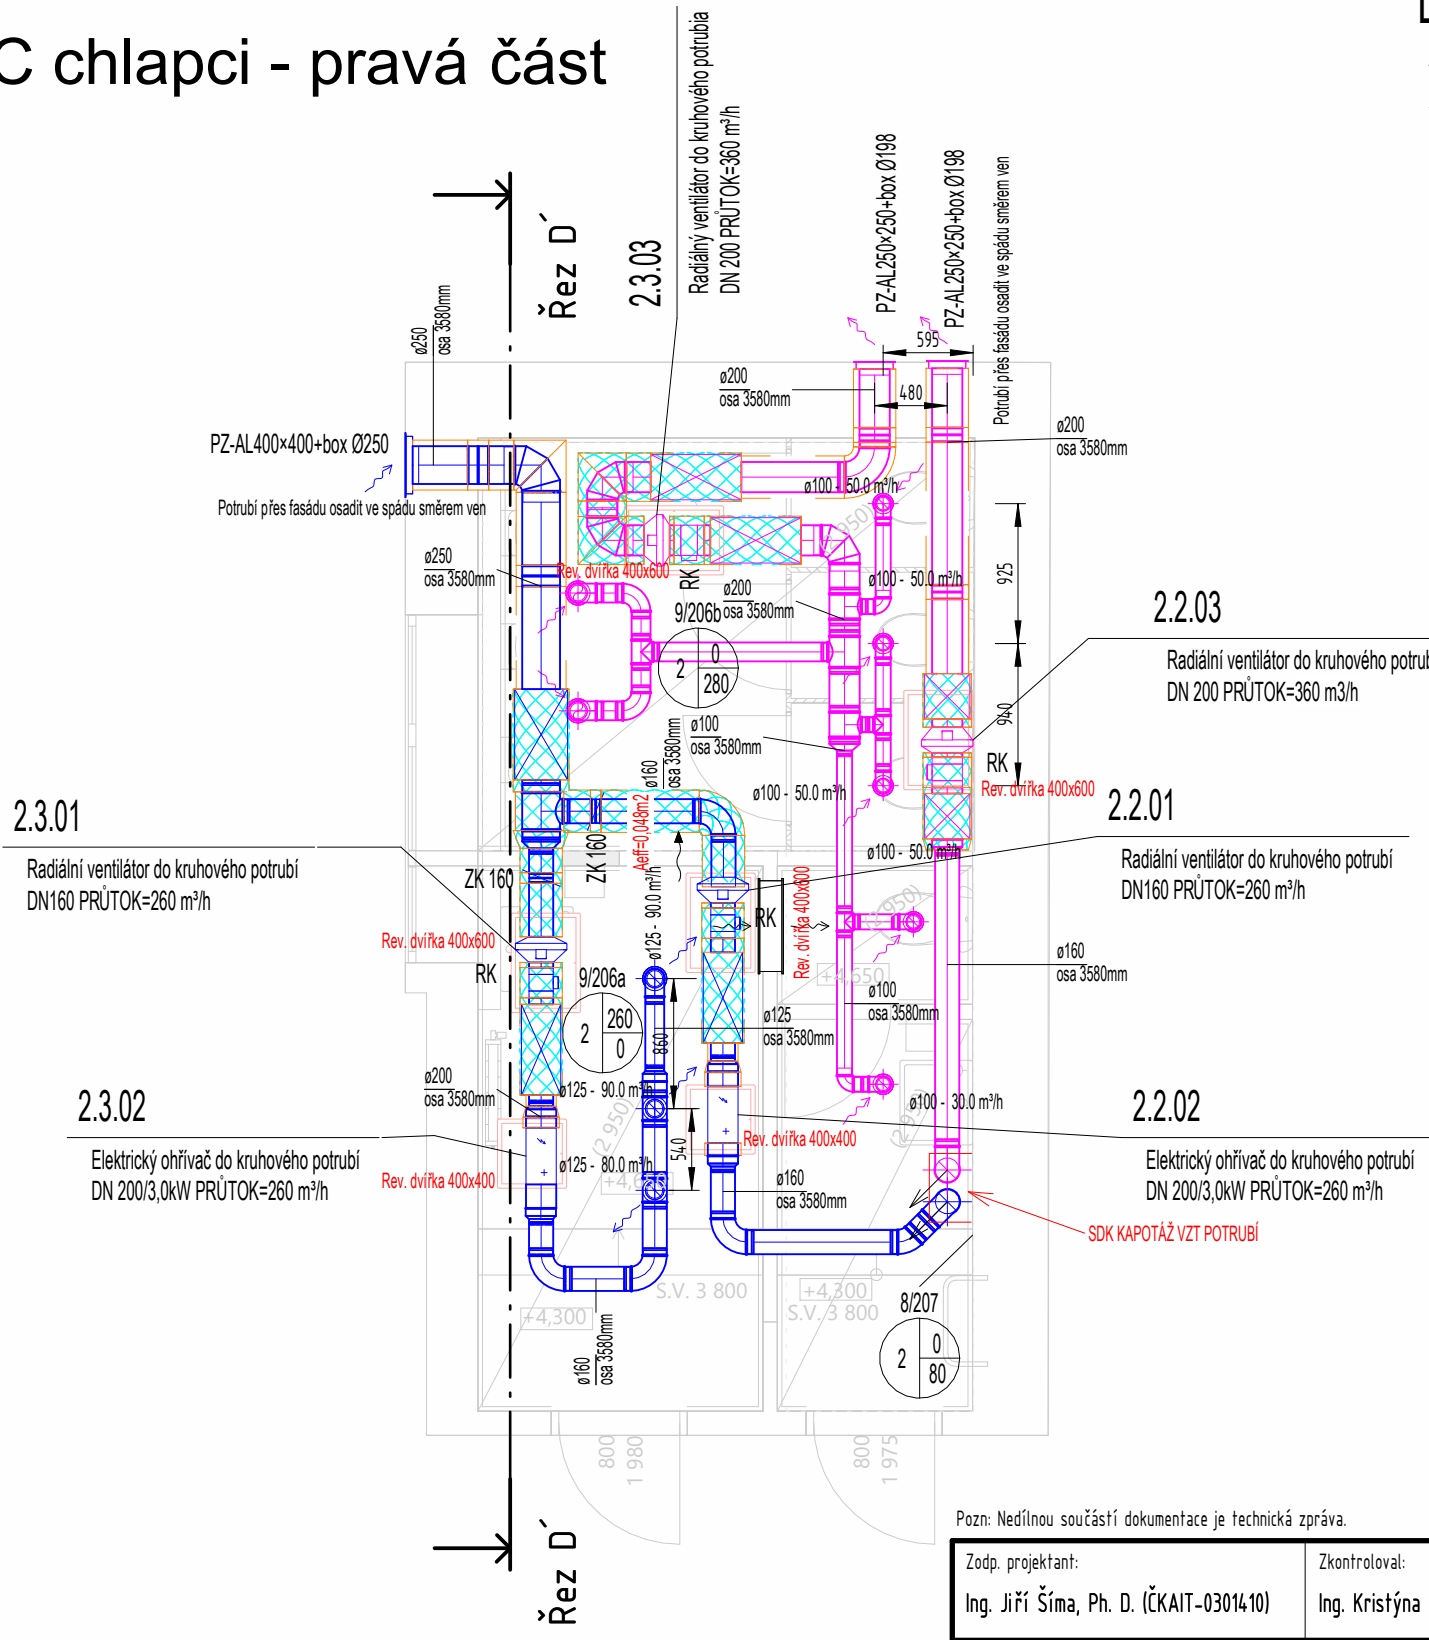 C chlapci - pravá část
Radiálný ventilátor do kruhového potrubia
DN 200 PRŮTOK=360 m³/h
2.3.03
Řez D´
PZ-AL250×250+box Ø198
PZ-AL250×250+box Ø198
Potrubí přes fasádu osadit ve spádu směrem ven
595
480
ø250
osa 3580mm
ø200
osa 3580mm
ø200
osa 3580mm
PZ-AL400×400+box Ø250
Potrubí přes fasádu osadit ve spádu směrem ven
ø100 - 50.0 m³/h
(2 950)
ø250
osa 3580mm
Rev. dvířka 400x600
RK
ø200
osa 3580mm
ø100 - 50.0 m³/h
925
9/206b
2
0
280
2.2.03
Radiální ventilátor do kruhového potrub
DN 200 PRŮTOK=360 m3/h
940
ø100
osa 3580mm
ø160
osa 3580mm
RK
Rev. dvířka 400x600
ø100 - 50.0 m³/h
2.3.01
Radiální ventilátor do kruhového potrubí
DN160 PRŮTOK=260 m³/h
2.2.01
Radiální ventilátor do kruhového potrubí
DN160 PRŮTOK=260 m³/h
Aeff=0,048m2
ZK 160
ZK 160
ø100 - 50.0 m³/h
ø125 - 90.0 m³/h
Rev. dvířka 400x600
RK
(2 950)
Rev. dvířka 400x600
RK
9/206a
2
260
0
+4,650
ø160
osa 3580mm
ø100
osa 3580mm
ø125
osa 3580mm
860
ø200
osa 3580mm
ø125 - 90.0 m³/h
ø100 - 30.0 m³/h
2.3.02
Elektrický ohřívač do kruhového potrubí
DN 200/3,0kW PRŮTOK=260 m³/h
2.2.02
Elektrický ohřívač do kruhového potrubí
DN 200/3,0kW PRŮTOK=260 m³/h
(2 950)
540
Rev. dvířka 400x400
ø125 - 80.0 m³/h
Rev. dvířka 400x400
ø160
osa 3580mm
SDK KAPOTÁŽ VZT POTRUBÍ
S.V. 3 800
+4,300
+4,300
S.V. 3 800
8/207
2
0
80
ø160
osa 3580mm
800
1 980
800
1 975
Řez D´
Pozn: Nedílnou součástí dokumentace je technická zpráva.
Zodp. projektant:
Ing. Jiří Šíma, Ph. D. (ČKAIT-0301410)
Zkontroloval:
Ing. Kristýna